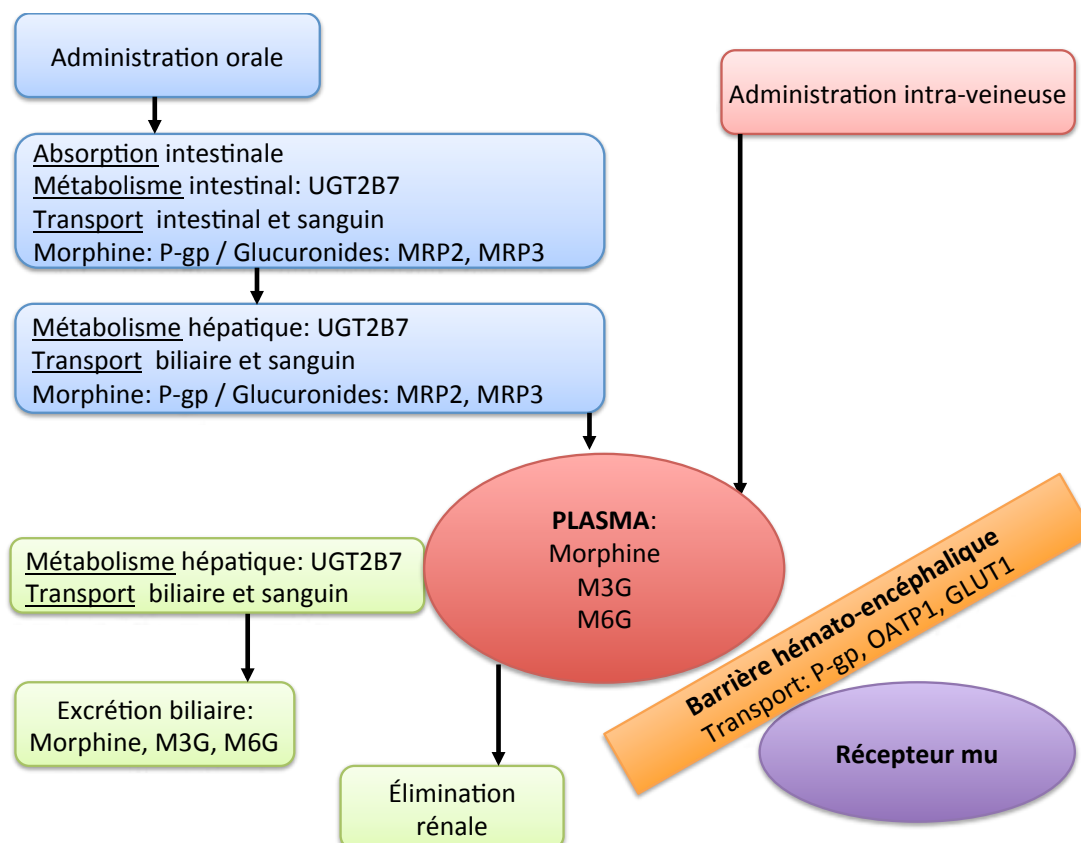 Administration orale
Administration intra-veineuse
Absorption intestinale
Métabolisme intestinal: UGT2B7
Transport intestinal et sanguin
Morphine: P-gp / Glucuronides: MRP2, MRP3
Métabolisme hépatique: UGT2B7
Transport biliaire et sanguin
Morphine: P-gp / Glucuronides: MRP2, MRP3
PLASMA:
Morphine
M3G
M6G
Métabolisme hépatique: UGT2B7
Transport biliaire et sanguin
Barrière hémato-encéphalique
Transport: P-gp, OATP1, GLUT1
Excrétion biliaire:
Morphine, M3G, M6G
Récepteur mu
Élimination
rénale